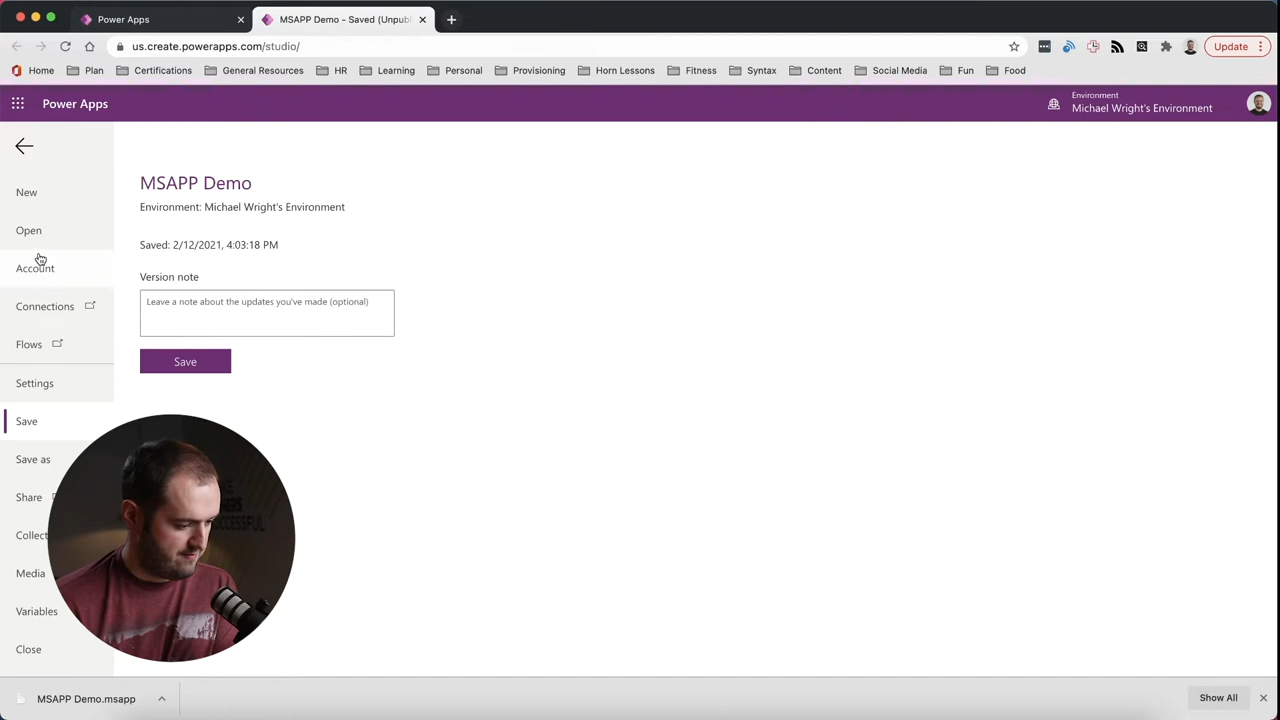 Power Apps
MSAPP Demo - Saved (Unpubl
us.create.powerapps.com/studio/
Update
Home
Plan
Certifications
General Resources
HR
Learning
Personal
Provisioning
Horn Lessons
Fitness
Syntax
Content
Social Media
Fun
Food
Power Apps
Environment
Michael Wright's Environment
New
Open
Account
Connections
Flows
Settings
Save
Save as
Share
Collect
Media
Variables
Close
MSAPP Demo
Environment: Michael Wright's Environment
Saved: 2/12/2021, 4:03:18 PM
Version note
Leave a note about the updates you've made (optional)
Save
MSAPP Demo.msapp
Show All